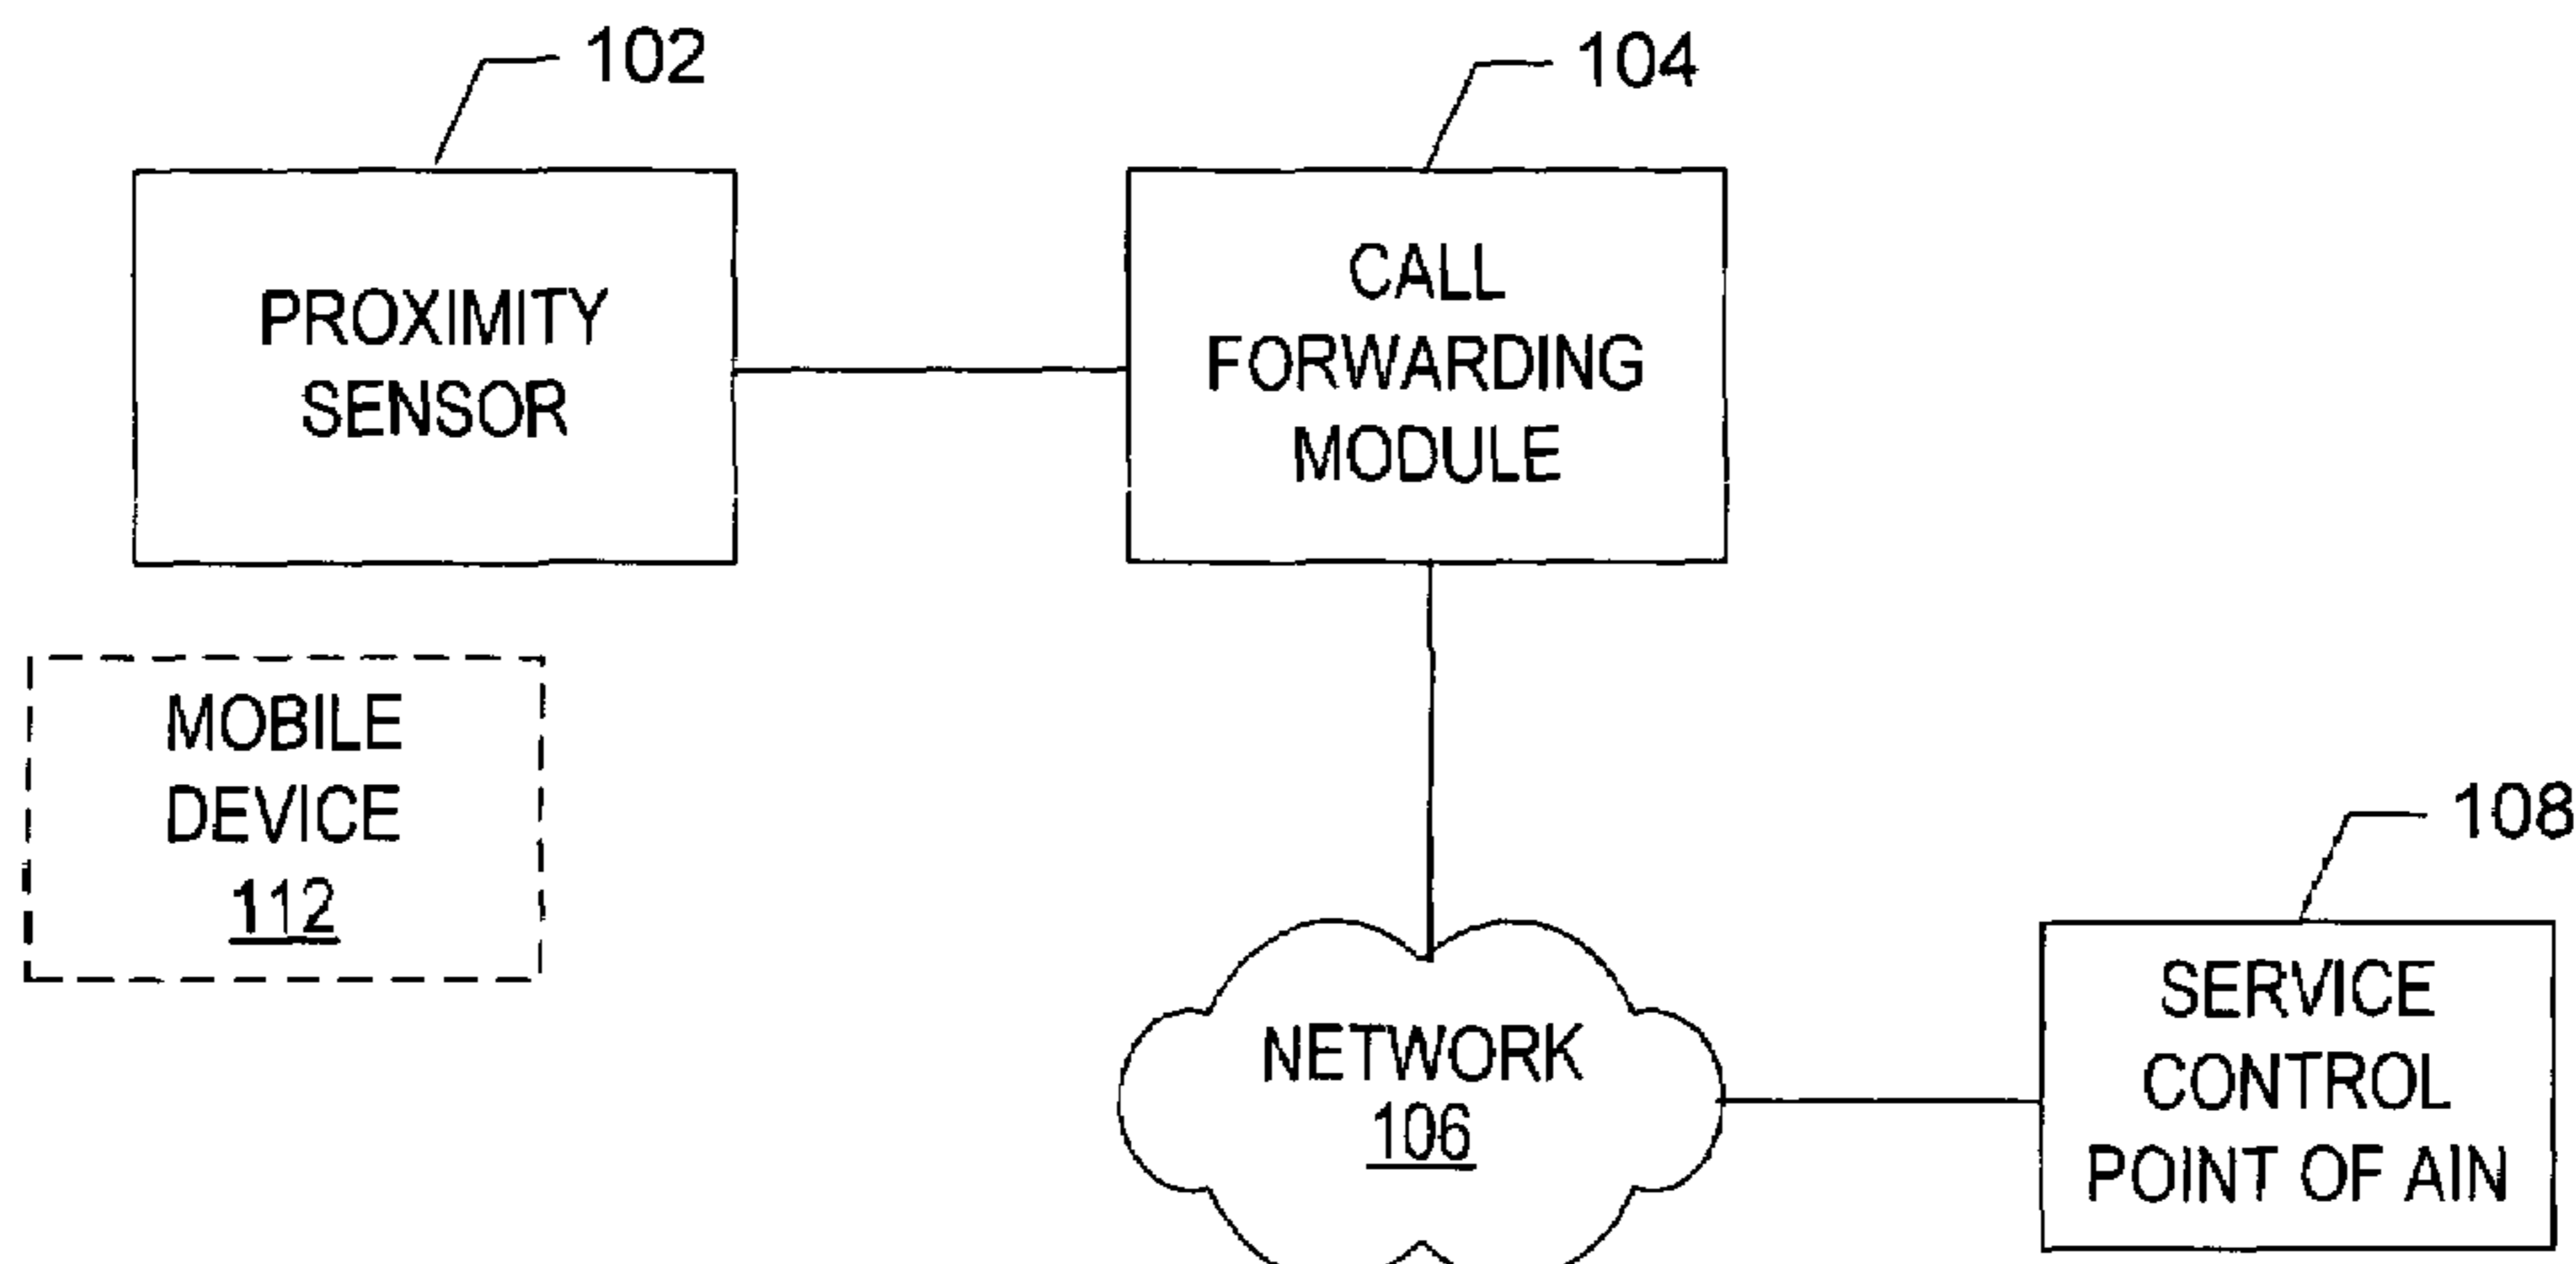 102
PROXIMITY
SENSOR
104
CALL
FORWARDING
MODULE
MOBILE
DEVICE
112
NETWORK
106
108
SERVICE
CONTROL
POINT OF AIN